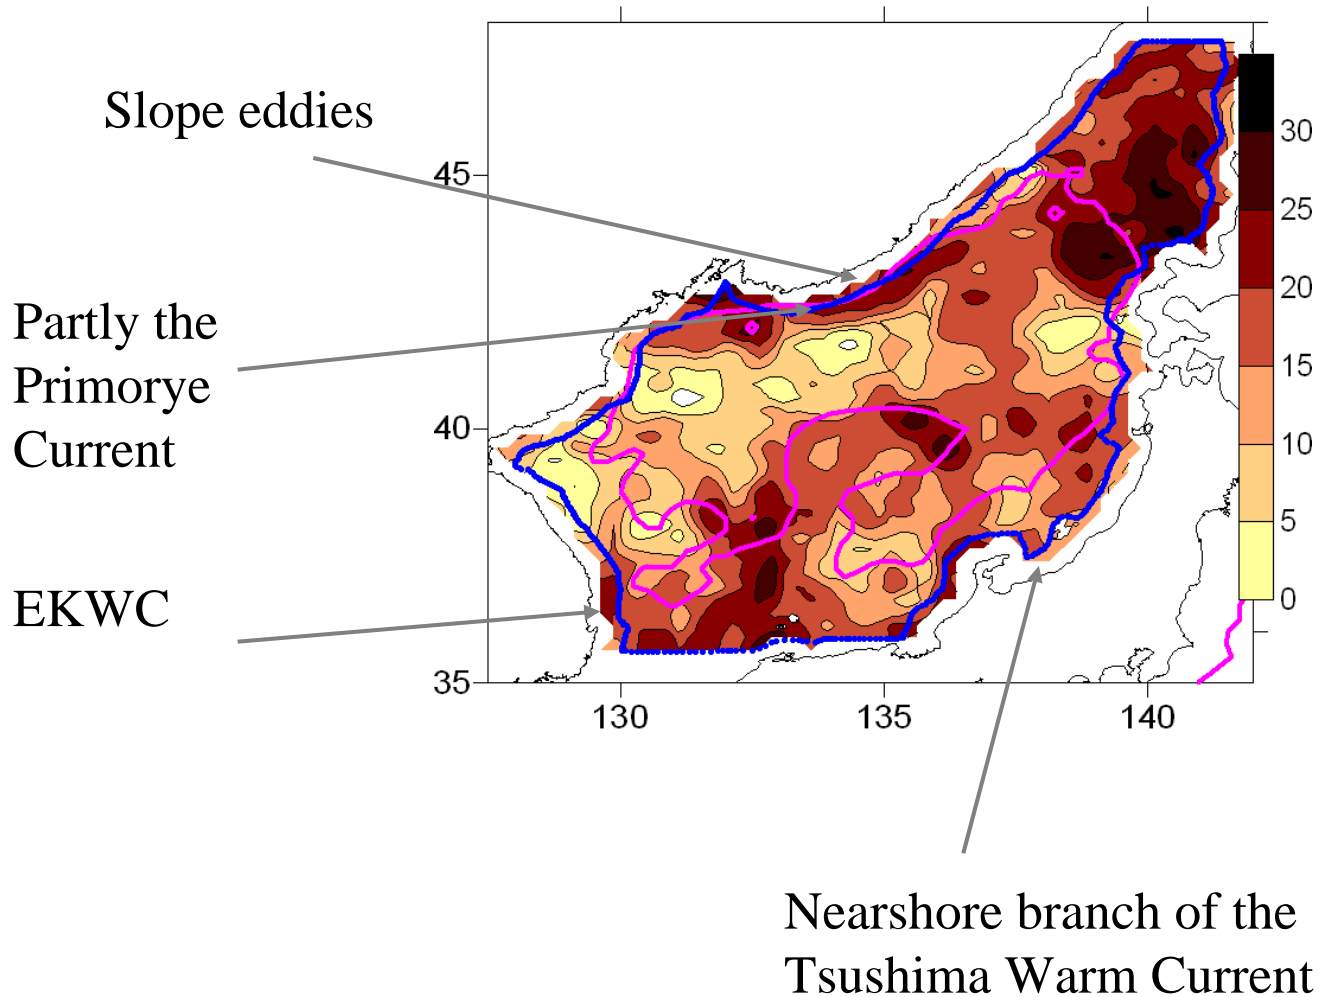 Slope eddies
Partly the
Primorye
Current
EKWC
45
40
35
130
135
140
30
25
20
15
10
5
0
Nearshore branch of the
Tsushima Warm Current